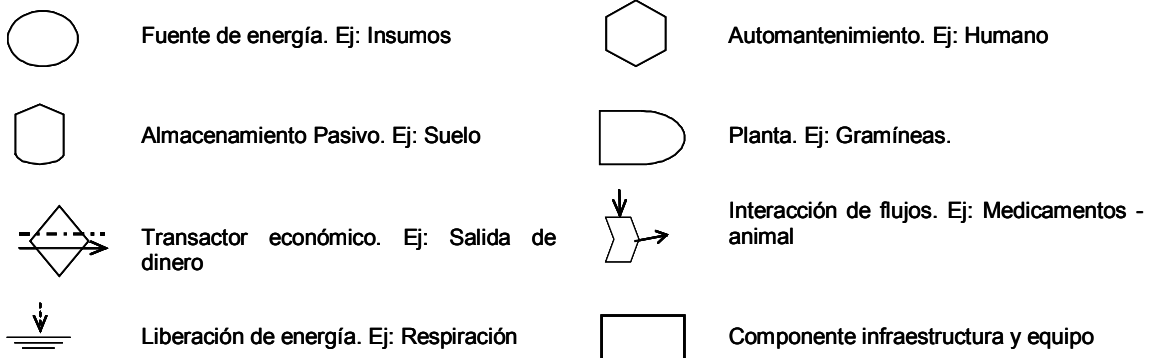 Fuente de energía. Ej: Insumos
Automantenimiento. Ej: Humano
Almacenamiento Pasivo. Ej: Suelo
Planta. Ej: Gramíneas.
Transactor económico. Ej: Salida de
dinero
Interacción de flujos. Ej: Medicamentos -
animal
Liberación de energía. Ej: Respiración
Componente infraestructura y equipo